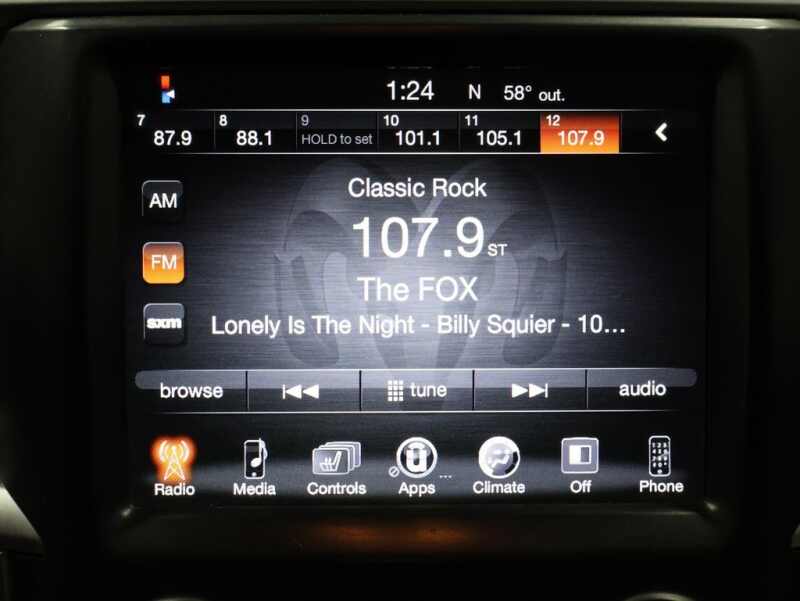 1:24 N 58° out.
7 8 9 10 11 12
87.9 88.1 HOLD to set 101.1 105.1 107.9
AM
Classic Rock
107.9 ST
FM
The FOX
sxm
Lonely Is The Night - Billy Squier - 10...
browse tune audio
Radio Media Controls Apps Climate Off Phone